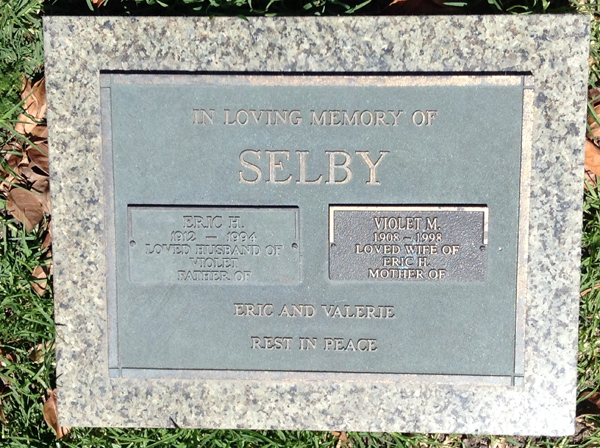 IN LOVING MEMORY OF
SELBY
ERIC H.
1912 – 1994
LOVED HUSBAND OF
VIOLET
FATHER OF
VIOLET M.
1908 – 1998
LOVED WIFE OF
ERIC H.
MOTHER OF
ERIC AND VALERIE
REST IN PEACE